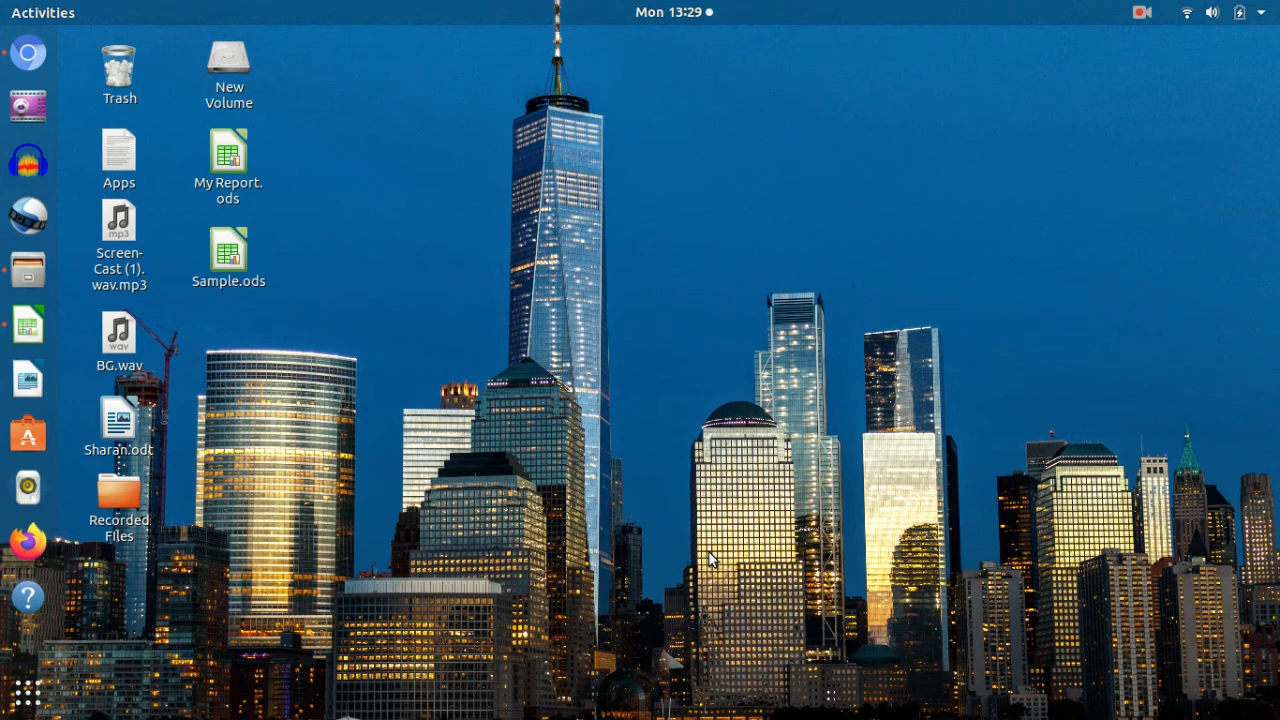 Activities
Mon 13:29
Trash
New
Volume
Apps
My Report.
ods
mp3
Screen-
Cast (1).
wav.mp3
Sample.ods
wav
BG.wav
Sharan.odt
Recorded
Files